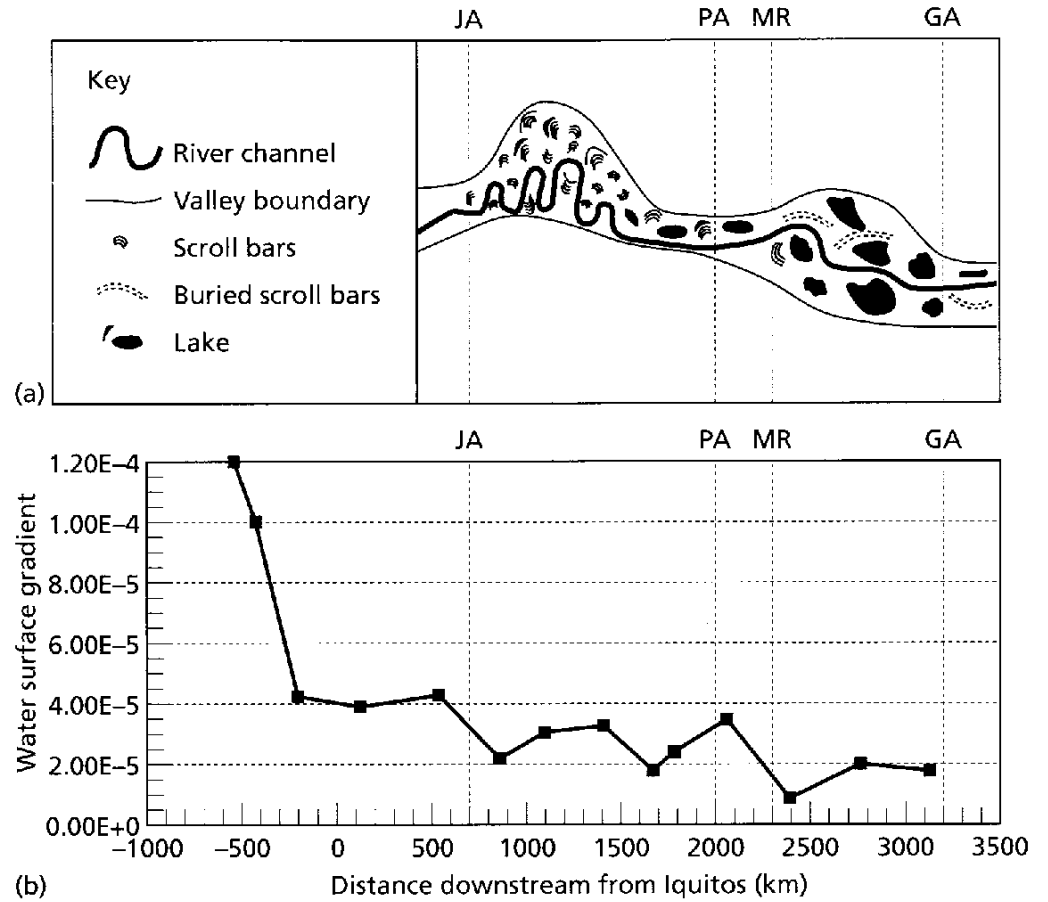 JA PA MR GA
Key
River channel
Valley boundary
Scroll bars
Buried scroll bars
Lake
(a)
JA PA MR GA
1.20E–4
1.00E–4
8.00E–5
6.00E–5
4.00E–5
2.00E–5
0.00E+0
Water surface gradient
–1000 –500 0 500 1000 1500 2000 2500 3000 3500
(b) Distance downstream from Iquitos (km)